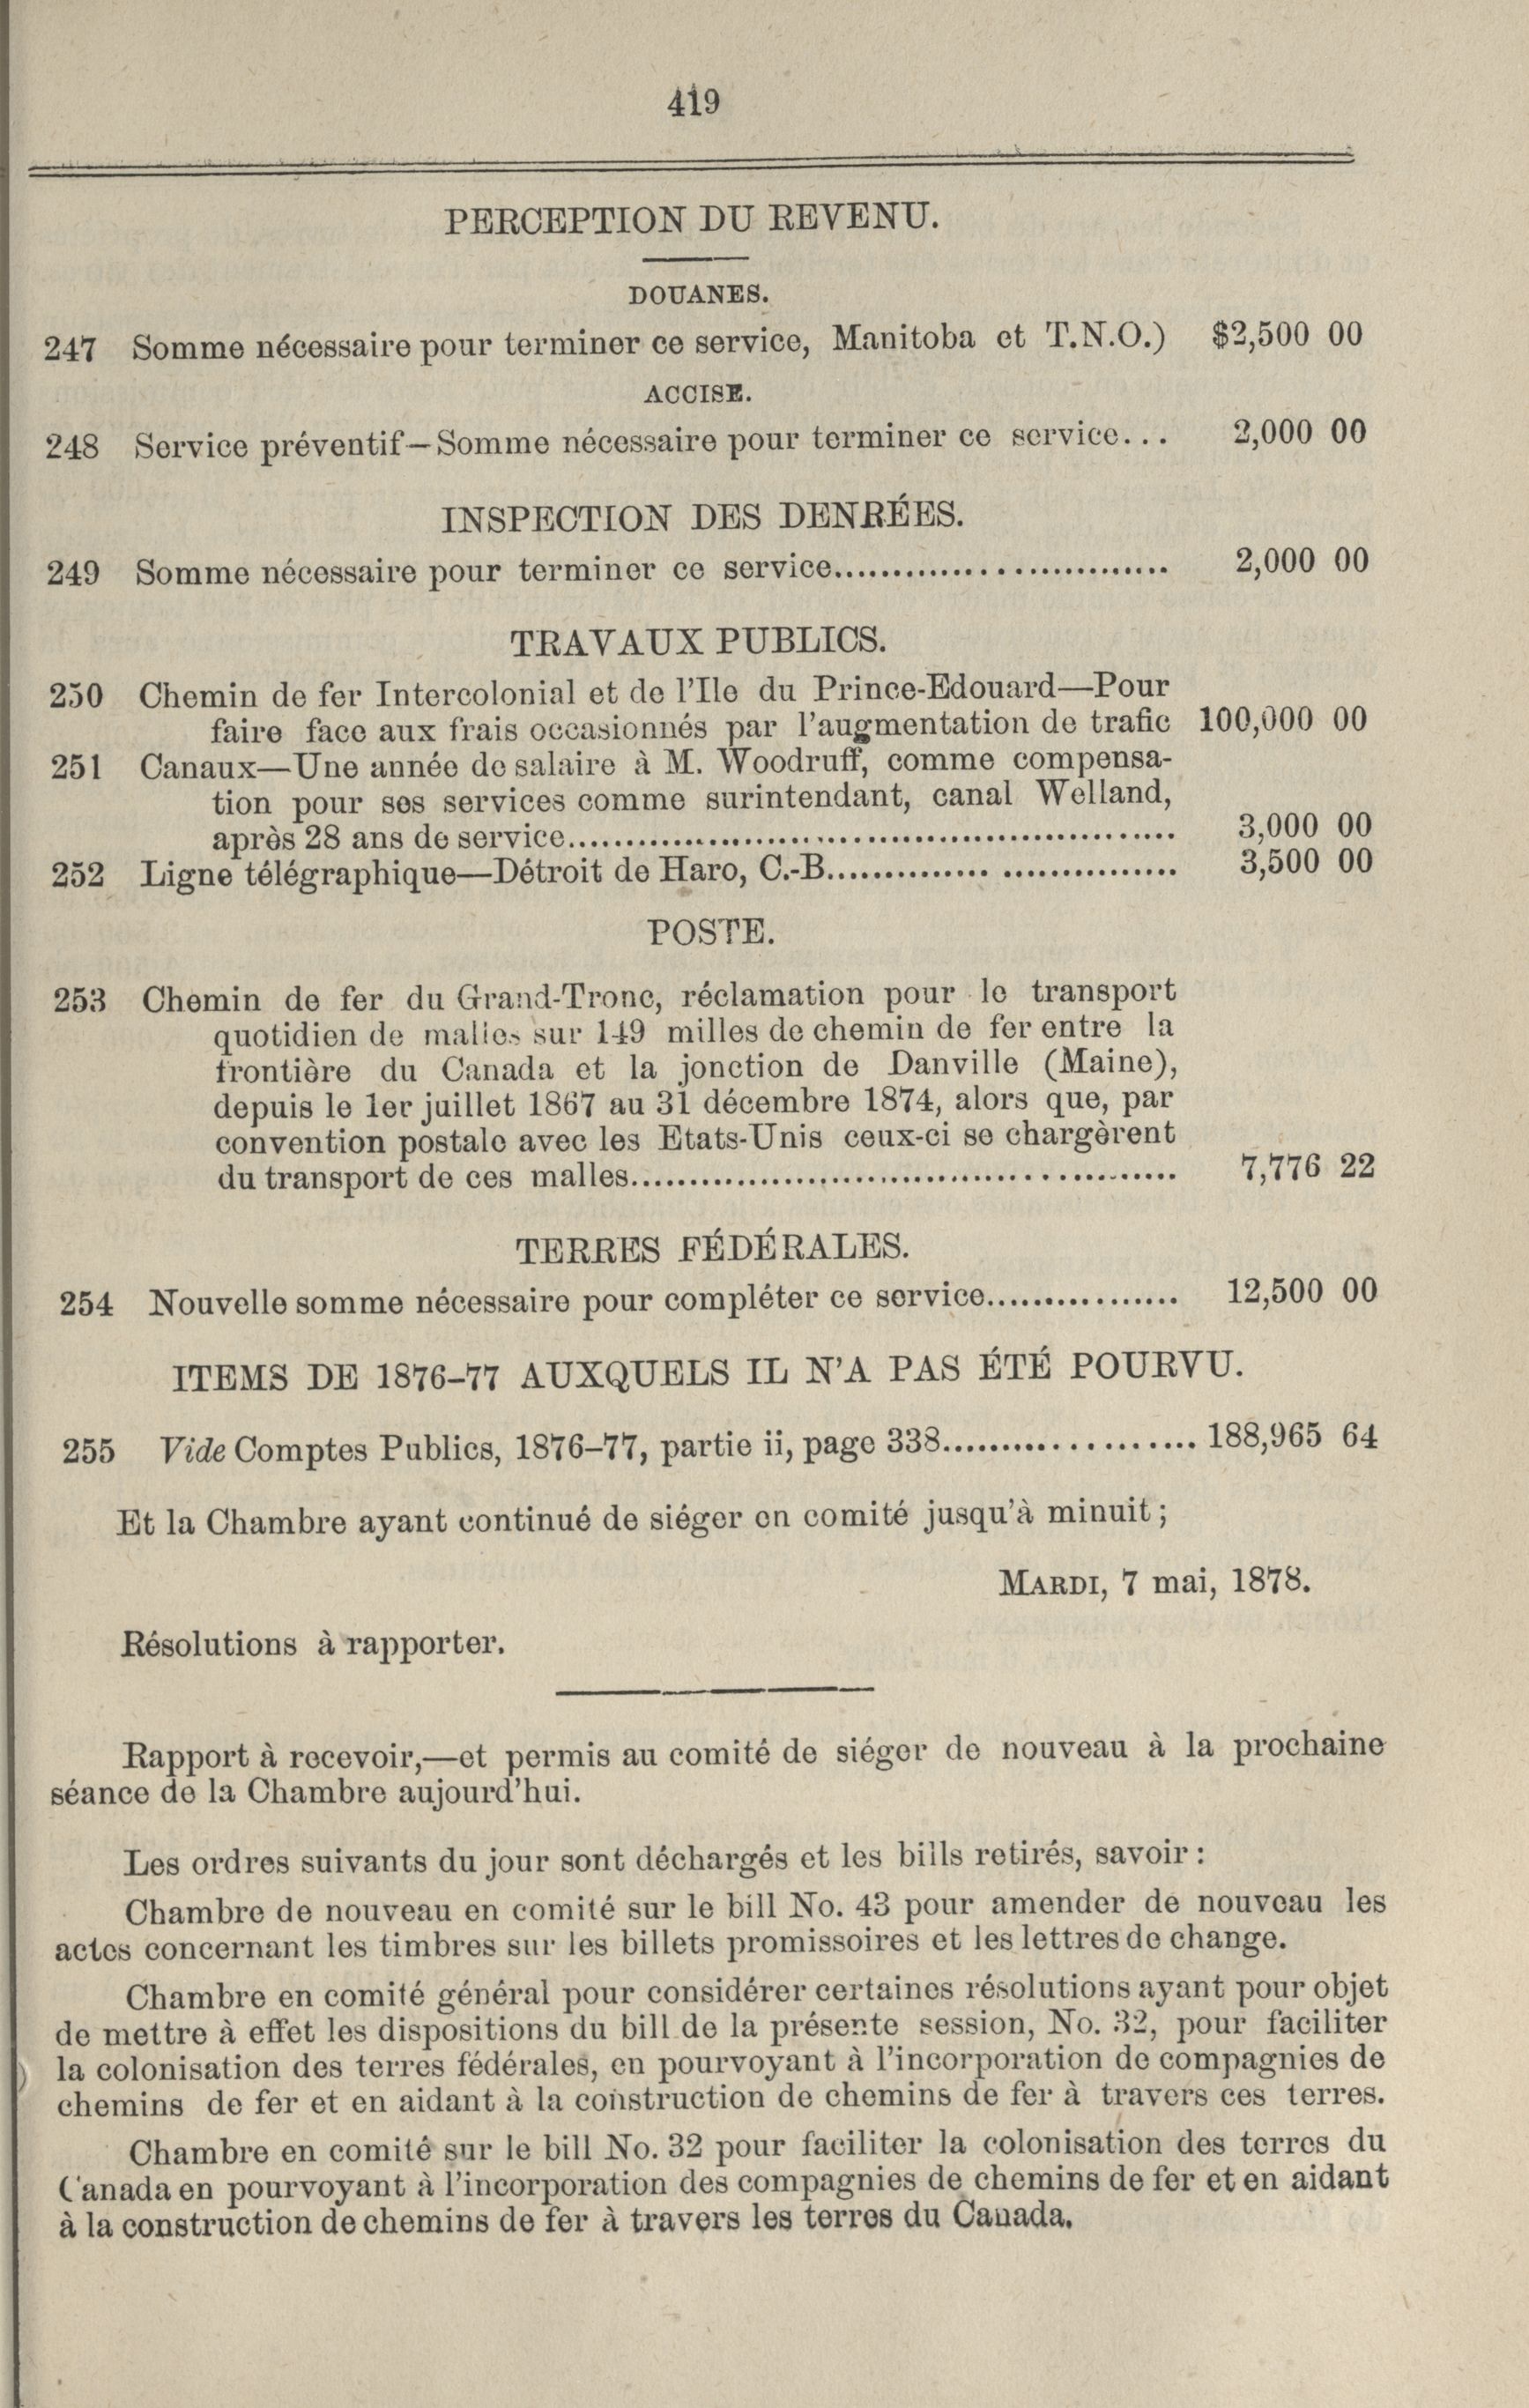 419
PERCEPTION DU REVENU.
DOUANES.
247 Somme nécessaire pour terminer ce service, Manitoba et T.N.O.) $2,500 00
ACCISE.
248 Service préventif—Somme nécessaire pour terminer ce service... 2,000 00
INSPECTION DES DENRÉES.
249 Somme nécessaire pour terminer ce service.............................. 2,000 00
TRAVAUX PUBLICS.
250 Chemin de fer Intercolonial et de l'Ile du Prince-Edouard—Pour
faire face aux frais occasionnés par l'augmentation de trafic 100,000 00
251 Canaux—Une année de salaire à M. Woodruff, comme compensa-
tion pour ses services comme surintendant, canal Welland,
après 28 ans de service...................................................... 3,000 00
252 Ligne télégraphique—Détroit de Haro, C.-B.............................. 3,500 00
POSTE.
253 Chemin de fer du Grand-Tronc, réclamation pour le transport
quotidien de malles sur 149 milles de chemin de fer entre la
frontière du Canada et la jonction de Danville (Maine),
depuis le 1er juillet 1867 au 31 décembre 1874, alors que, par
convention postale avec les Etats-Unis ceux-ci se chargèrent
du transport de ces malles................................................ 7,776 22
TERRES FÉDÉRALES.
254 Nouvelle somme nécessaire pour compléter ce service................. 12,500 00
ITEMS DE 1876-77 AUXQUELS IL N'A PAS ÉTÉ POURVU.
255 Vide Comptes Publics, 1876-77, partie ii, page 338..................... 188,965 64
Et la Chambre ayant continué de siéger en comité jusqu'à minuit ;
MARDI, 7 mai, 1878.
Résolutions à rapporter.
Rapport à recevoir,—et permis au comité de siéger de nouveau à la prochaine
séance de la Chambre aujourd'hui.
Les ordres suivants du jour sont déchargés et les bills retirés, savoir :
Chambre de nouveau en comité sur le bill No. 43 pour amender de nouveau les
actes concernant les timbres sur les billets promissoires et les lettres de change.
Chambre en comité général pour considérer certaines résolutions ayant pour objet
de mettre à effet les dispositions du bill de la présente session, No. 32, pour faciliter
la colonisation des terres fédérales, en pourvoyant à l'incorporation de compagnies de
chemins de fer et en aidant à la construction de chemins de fer à travers ces terres.
Chambre en comité sur le bill No. 32 pour faciliter la colonisation des terres du
Canada en pourvoyant à l'incorporation des compagnies de chemins de fer et en aidant
à la construction de chemins de fer à travers les terres du Canada.